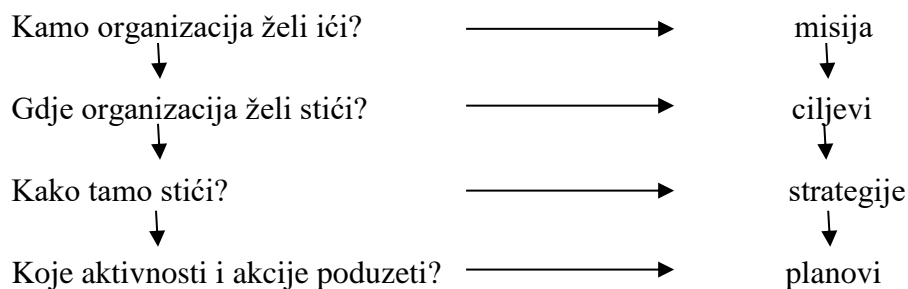 Kamo organizacija želi ići? misija
Gdje organizacija želi stići? ciljevi
Kako tamo stići? strategije
Koje aktivnosti i akcije poduzeti? planovi